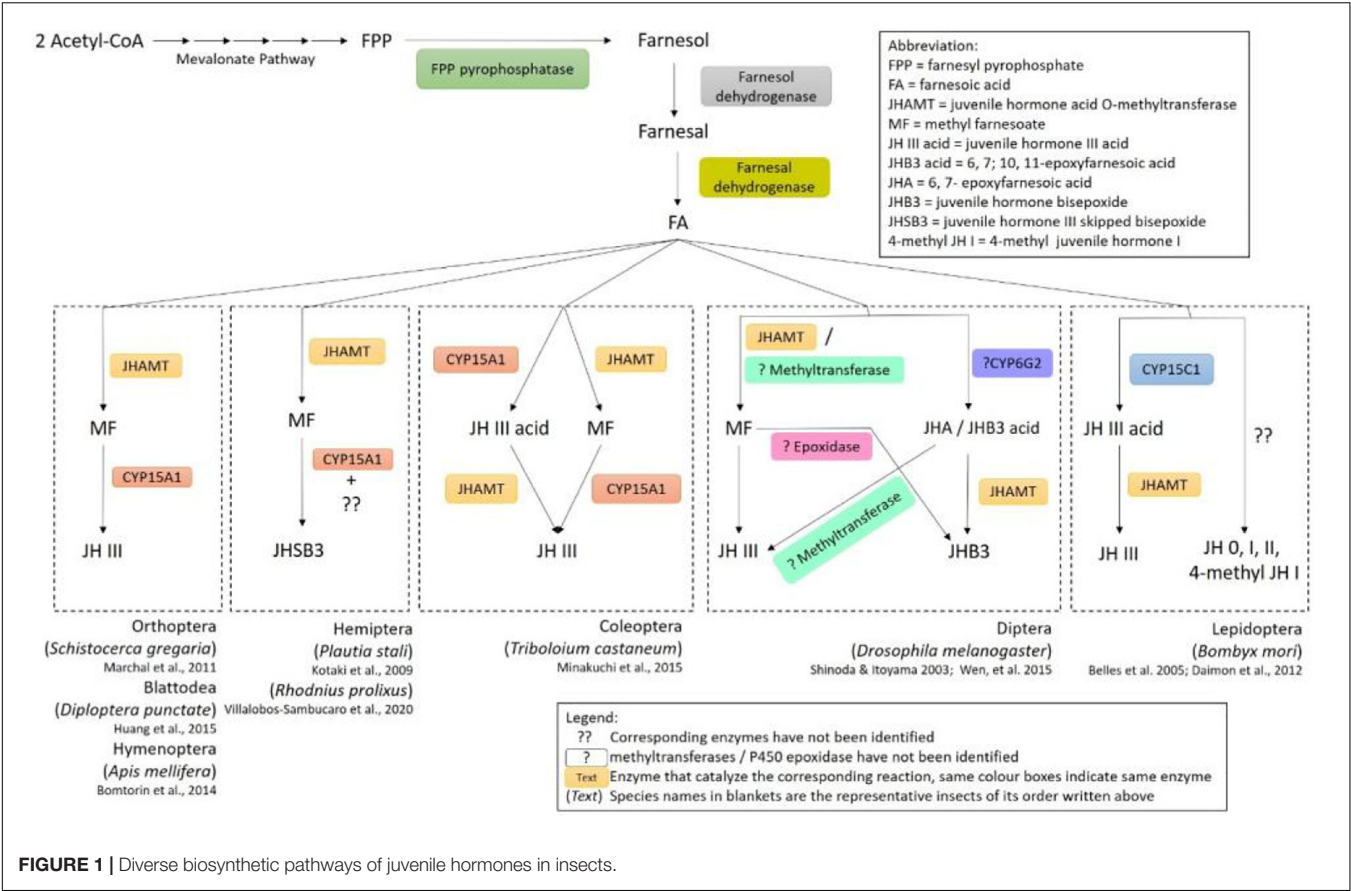 2 Acetyl-CoA
Mevalonate Pathway
FPP
FPP pyrophosphatase
Farnesol
Farnesol
dehydrogenase
Farnesal
Farnesal
dehydrogenase
FA
Abbreviation:
FPP = farnesyl pyrophosphate
FA = farnesoic acid
JHAMT = juvenile hormone acid O-methyltransferase
MF = methyl farnesoate
JH III acid = juvenile hormone III acid
JHB3 acid = 6, 7; 10, 11-epoxyfarnesoic acid
JHA = 6, 7- epoxyfarnesoic acid
JHB3 = juvenile hormone bisepoxide
JHSB3 = juvenile hormone III skipped bisepoxide
4-methyl JH I = 4-methyl juvenile hormone I
JHAMT
MF
CYP15A1
JH III
Orthoptera
(Schistocerca gregaria)
Marchal et al., 2011
Blattodea
(Diploptera punctate)
Huang et al., 2015
Hymenoptera
(Apis mellifera)
Bomtorin et al., 2014
JHAMT
MF
CYP15A1
+
??
JHSB3
Hemiptera
(Plautia stali)
Kotaki et al., 2009
(Rhodnius prolixus)
Villalobos-Sambucaro et al., 2020
CYP15A1
JHAMT
JH III acid
MF
JHAMT
CYP15A1
JH III
Coleoptera
(Triboloium castaneum)
Minakuchi et al., 2015
JHAMT /
? Methyltransferase
?CYP6G2
MF
JHA / JHB3 acid
? Epoxidase
JHAMT
? Methyltransferase
JH III
JHB3
Diptera
(Drosophila melanogaster)
Shinoda & Itoyama 2003; Wen, et al. 2015
CYP15C1
JH III acid
??
JHAMT
JH III
JH 0, I, II,
4-methyl JH I
Lepidoptera
(Bombyx mori)
Belles et al. 2005; Daimon et al., 2012
Legend:
?? Corresponding enzymes have not been identified
? methyltransferases / P450 epoxidase have not been identified
Text Enzyme that catalyze the corresponding reaction, same colour boxes indicate same enzyme
(Text) Species names in blankets are the representative insects of its order written above
FIGURE 1 | Diverse biosynthetic pathways of juvenile hormones in insects.